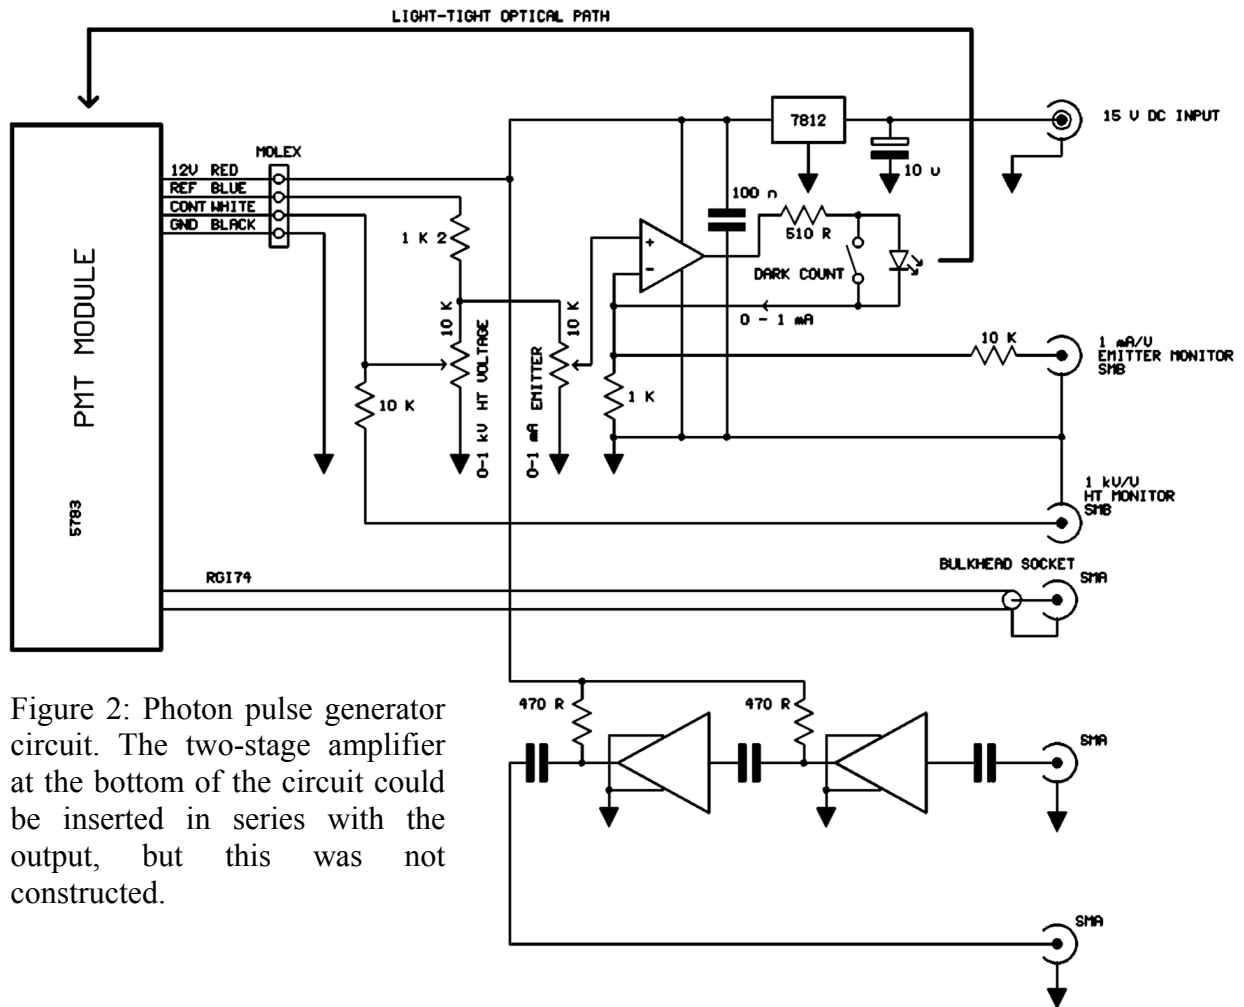 LIGHT-TIGHT OPTICAL PATH
15 V DC INPUT
7812
MOLEX
12V RED
REF BLUE
CONT WHITE
GND BLACK
10 u
100 n
1 K 2
510 R
DARK COUNT
0 - 1 mA
PMT MODULE
5783
10 K
0-1 kV HT VOLTAGE
10 K
0-1 mA EMITTER
10 K
1 K
10 K
1 mA/V
EMITTER MONITOR
SMB
1 kV/V
HT MONITOR
SMB
RG174
BULKHEAD SOCKET
SMA
470 R
470 R
SMA
SMA
Figure 2: Photon pulse generator
circuit. The two-stage amplifier
at the bottom of the circuit could
be inserted in series with the
output, but this was not
constructed.